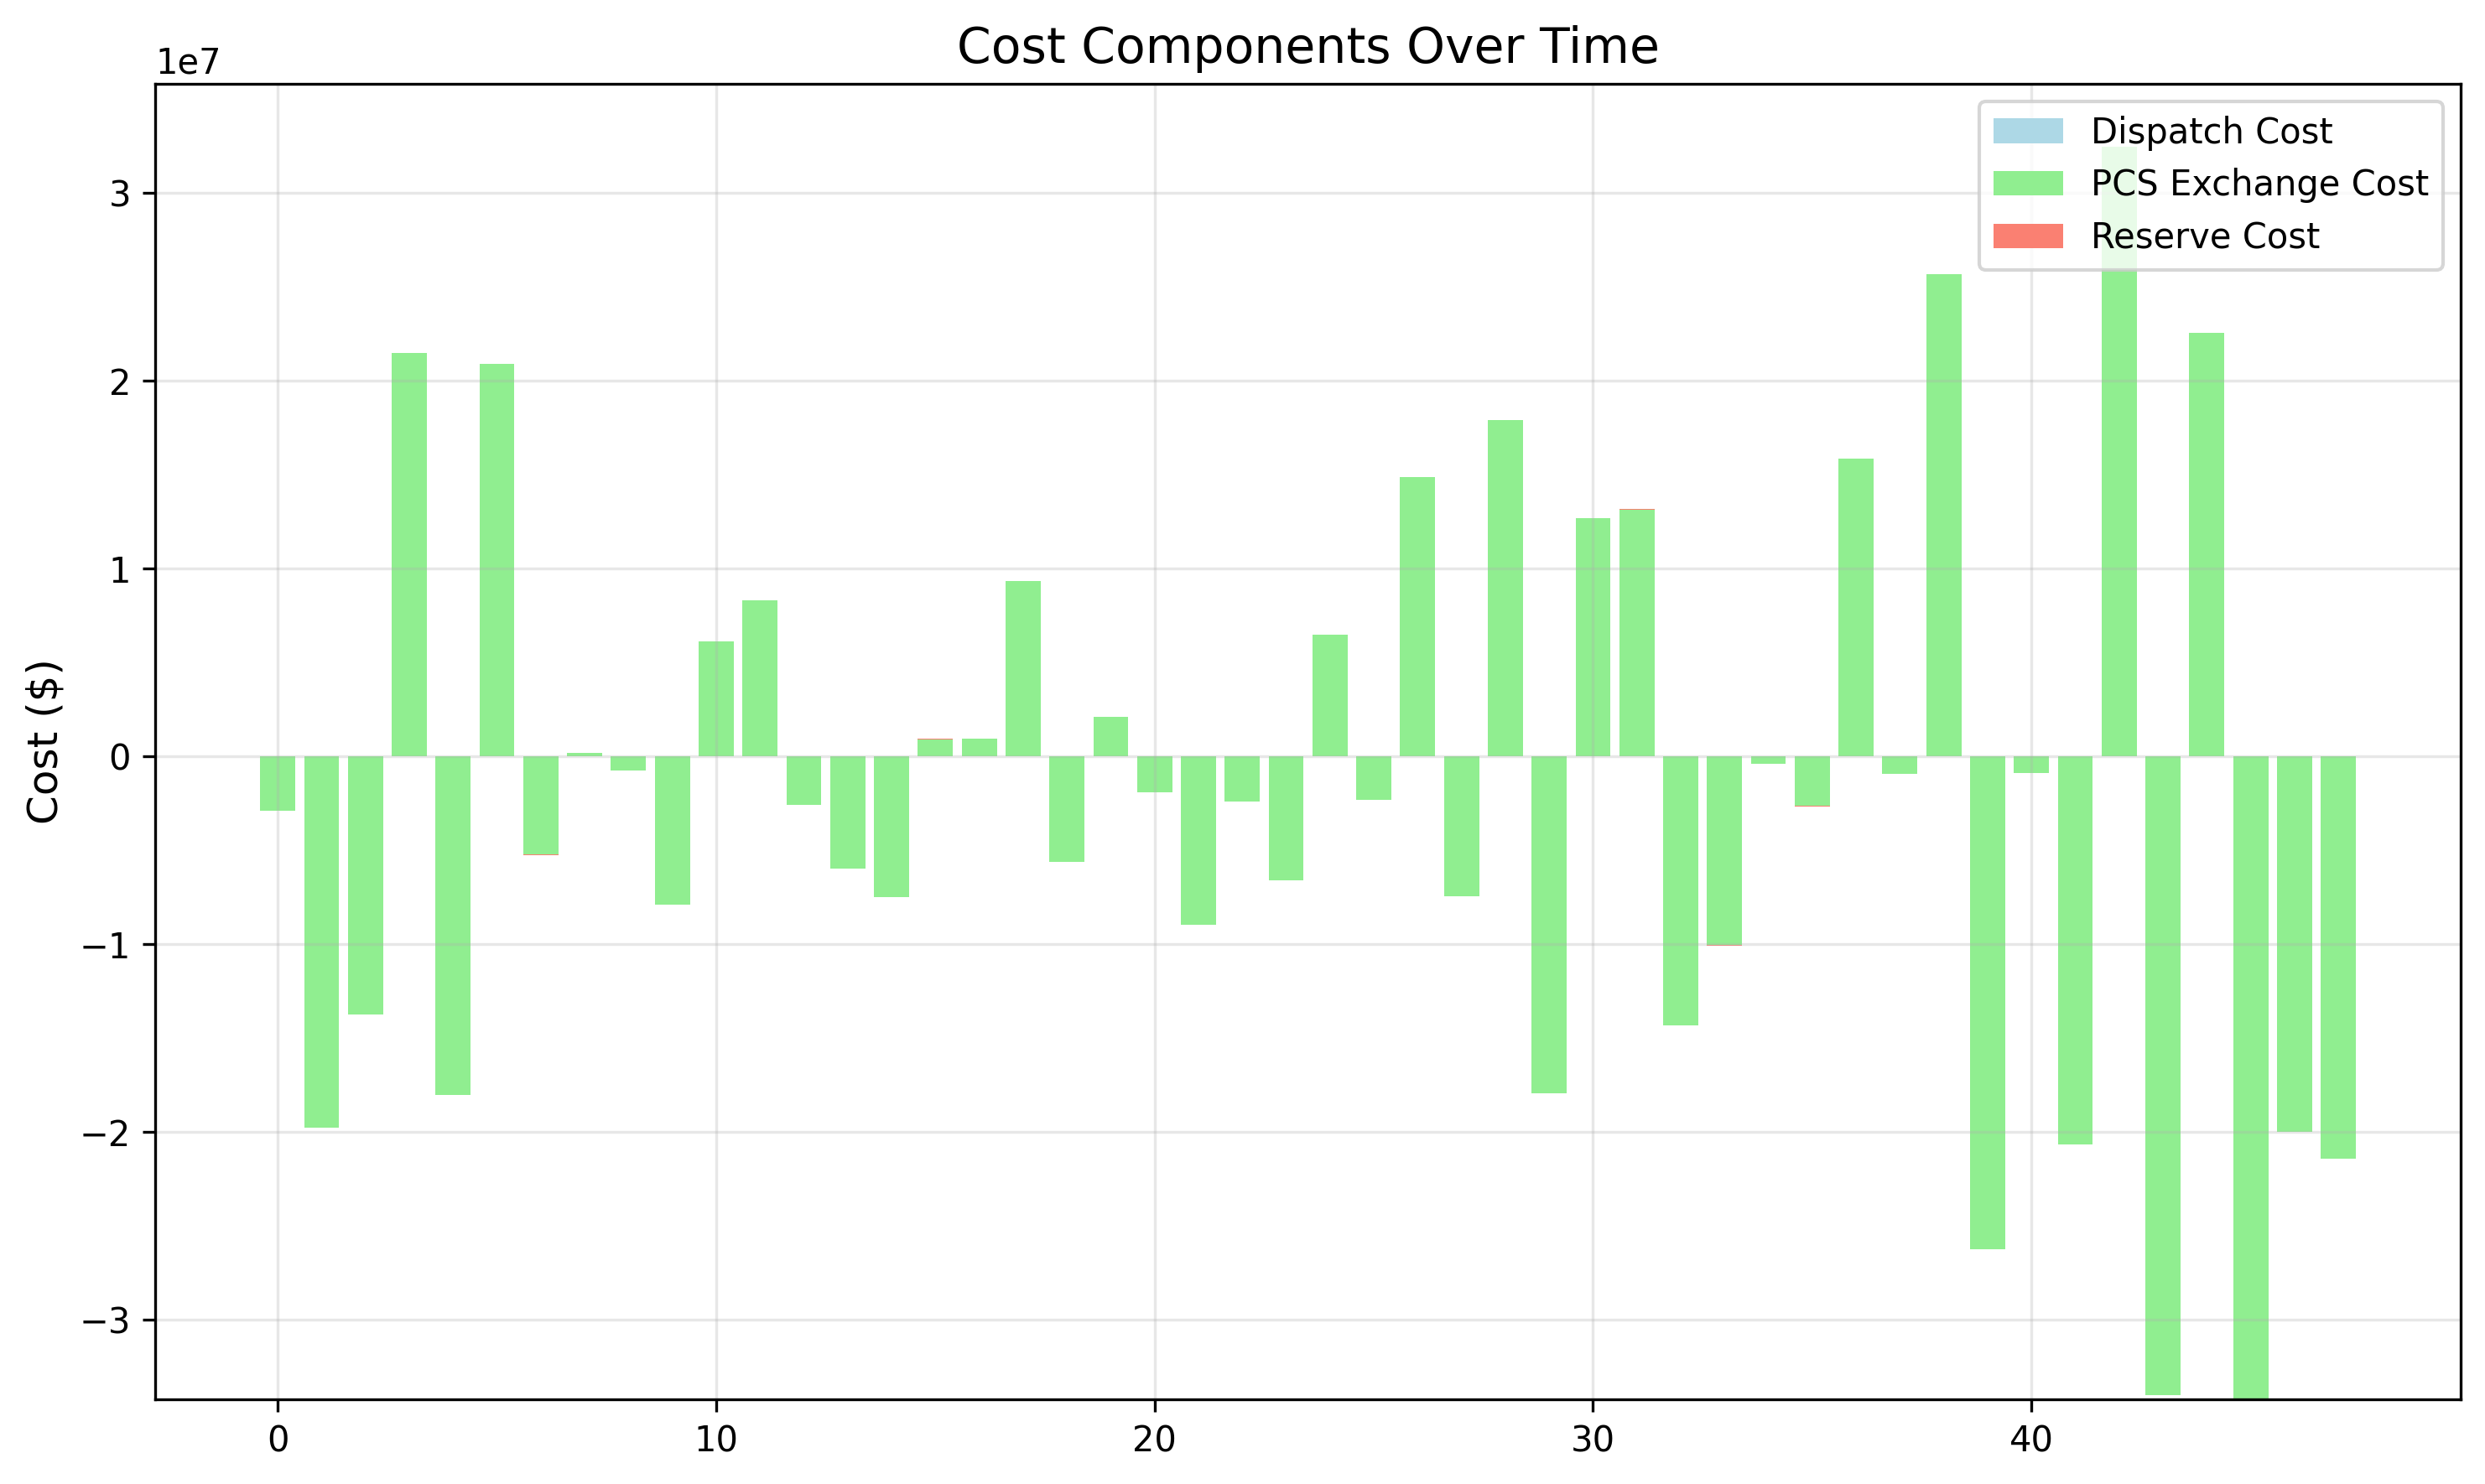 Cost Components Over Time
1e7
Dispatch Cost
PCS Exchange Cost
Reserve Cost
3
2
1
0
−1
−2
−3
Cost ($)
0 10 20 30 40